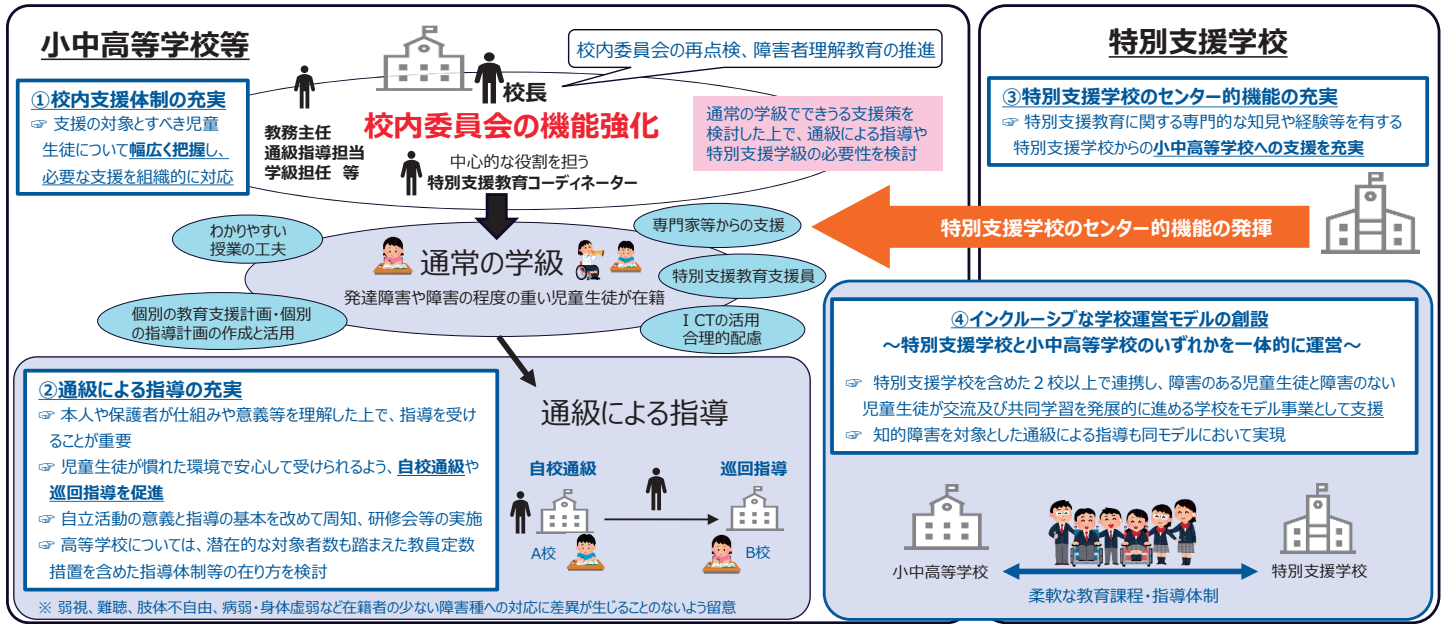 小中高等学校等
校内委員会の再点検、障害者理解教育の推進
校長
校内委員会の機能強化
①校内支援体制の充実
☞ 支援の対象とすべき児童
生徒について幅広く把握し、
必要な支援を組織的に対応
教務主任
通級指導担当
学級担任 等
中心的な役割を担う
特別支援教育コーディネーター
通常の学級でできうる支援策を
検討した上で、通級による指導や
特別支援学級の必要性を検討
わかりやすい
授業の工夫
専門家等からの支援
通常の学級
特別支援教育支援員
発達障害や障害の程度の重い児童生徒が在籍
個別の教育支援計画・個別
の指導計画の作成と活用
ＩCTの活用
合理的配慮
②通級による指導の充実
☞ 本人や保護者が仕組みや意義等を理解した上で、指導を受け
ることが重要
☞ 児童生徒が慣れた環境で安心して受けられるよう、自校通級や
巡回指導を促進
☞ 自立活動の意義と指導の基本を改めて周知、研修会等の実施
☞ 高等学校については、潜在的な対象者数も踏まえた教員定数
措置を含めた指導体制等の在り方を検討
通級による指導
自校通級
巡回指導
A校
B校
※ 弱視、難聴、肢体不自由、病弱・身体虚弱など在籍者の少ない障害種への対応に差異が生じることのないよう留意
特別支援学校
③特別支援学校のセンター的機能の充実
☞ 特別支援教育に関する専門的な知見や経験等を有する
特別支援学校からの小中高等学校への支援を充実
特別支援学校のセンター的機能の発揮
④インクルーシブな学校運営モデルの創設
～特別支援学校と小中高等学校のいずれかを一体的に運営～
☞ 特別支援学校を含めた２校以上で連携し、障害のある児童生徒と障害のない
児童生徒が交流及び共同学習を発展的に進める学校をモデル事業として支援
☞ 知的障害を対象とした通級による指導も同モデルにおいて実現
小中高等学校
特別支援学校
柔軟な教育課程・指導体制